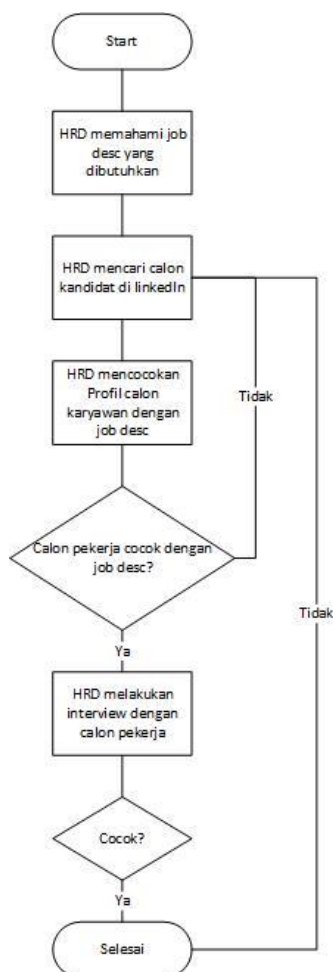 Start
HRD memahami job
desc yang
dibutuhkan
HRD mencari calon
kandidat di linkedIn
HRD mencocokan
Profil calon
karyawan dengan
job desc
Tidak
Calon pekerja cocok dengan
job desc?
Tidak
Ya
HRD melakukan
interview dengan
calon pekerja
Cocok?
Ya
Selesai